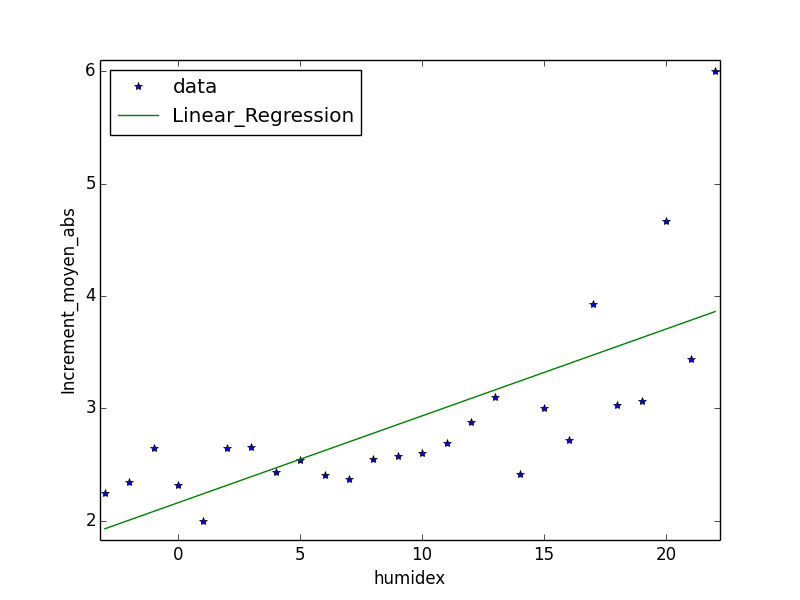 data
Linear_Regression
6
5
4
3
2
Increment_moyen_abs
0 5 10 15 20
humidex